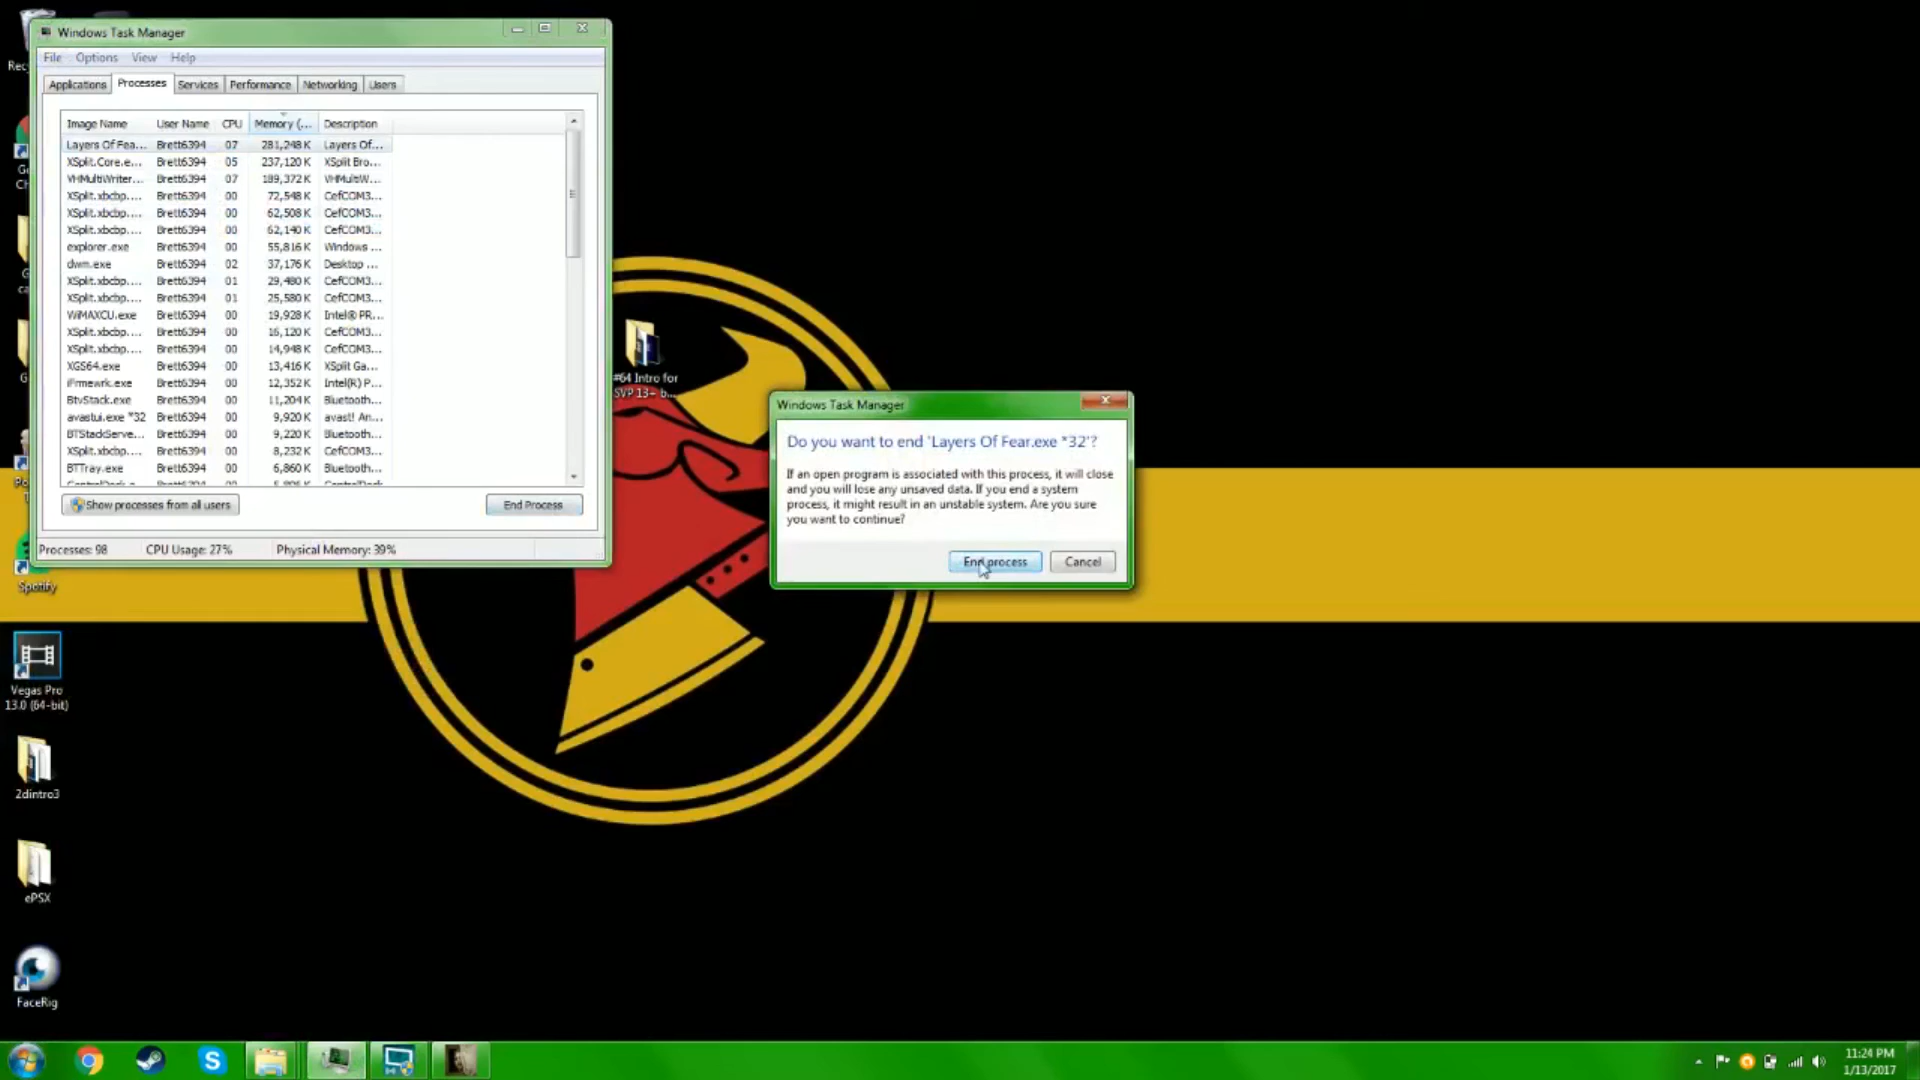 Windows Task Manager
File Options View Help
Applications Processes Services Performance Networking Users
Image Name User Name CPU Memory (... Description
Layers Of Fea... Brett6394 07 281,248 K Layers Of...
XSplit.Core.e... Brett6394 05 237,120 K XSplit Bro...
VHMultiWriter... Brett6394 07 189,372 K VHMultiW...
XSplit.xbcbp.... Brett6394 00 72,548 K CefCOM3...
XSplit.xbcbp.... Brett6394 00 62,508 K CefCOM3...
XSplit.xbcbp.... Brett6394 00 62,140 K CefCOM3...
explorer.exe Brett6394 00 55,816 K Windows ...
dwm.exe Brett6394 02 37,176 K Desktop ...
XSplit.xbcbp.... Brett6394 01 29,480 K CefCOM3...
XSplit.xbcbp.... Brett6394 01 25,580 K CefCOM3...
WiMAXCU.exe Brett6394 00 19,928 K Intel® PR...
XSplit.xbcbp.... Brett6394 00 16,120 K CefCOM3...
XSplit.xbcbp.... Brett6394 00 14,948 K CefCOM3...
XGS64.exe Brett6394 00 13,416 K XSplit Ga...
iFrmewrk.exe Brett6394 00 12,352 K Intel(R) P...
BtvStack.exe Brett6394 00 11,204 K Bluetooth...
avastui.exe *32 Brett6394 00 9,920 K avast! An...
BTStackServe... Brett6394 00 9,220 K Bluetooth...
XSplit.xbcbp.... Brett6394 00 8,232 K CefCOM3...
BTTray.exe Brett6394 00 6,860 K Bluetooth...
Show processes from all users End Process
Processes: 98 CPU Usage: 27% Physical Memory: 39%
#64 Intro for
SVP 13+ b...
Windows Task Manager
Do you want to end 'Layers Of Fear.exe *32'?
If an open program is associated with this process, it will close
and you will lose any unsaved data. If you end a system
process, it might result in an unstable system. Are you sure
you want to continue?
End process Cancel
Spotify
Vegas Pro
13.0 (64-bit)
2dintro3
ePSX
FaceRig
11:24 PM
1/13/2017